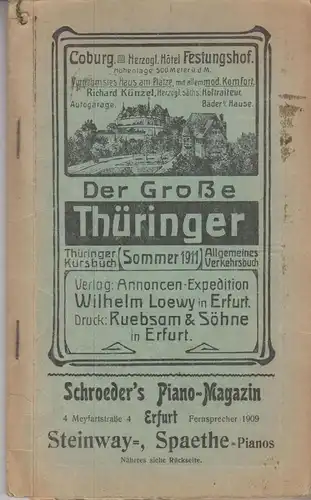 Coburg. Herzogl. Hôtel Festungshof.
Höhenlage 500 Meter ü.d.M.
Vornehmstes Haus am Platze, mit allem mod. Komfort.
Richard Künzel, Herzogl. Sächs. Hoftraiteur.
Autogarage. Bäder i. Hause.
Der Große
Thüringer
Thüringer Kursbuch (Sommer 1911) Allgemeines Verkehrsbuch
Verlag: Annoncen-Expedition
Wilhelm Loewy in Erfurt.
Druck: Ruebsam & Söhne
in Erfurt.
Schroeder's Piano-Magazin
4 Meyfartstraße 4 Erfurt Fernsprecher 1909
Steinway=, Spaethe-Pianos
Näheres siehe Rückseite.